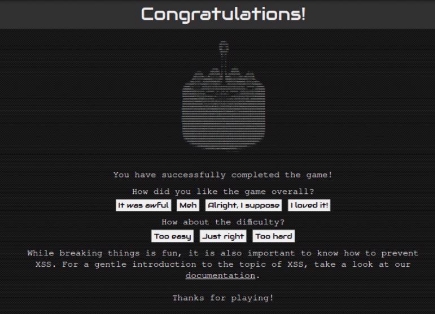 Congratulations!
You have successfully completed the game!
How did you like the game overall?
It was awful Meh Alright, I suppose I loved it!
How about the difficulty?
Too easy Just right Too hard
While breaking things is fun, it is also important to know how to prevent
XSS. For a gentle introduction to the topic of XSS, take a look at our
documentation.
Thanks for playing!